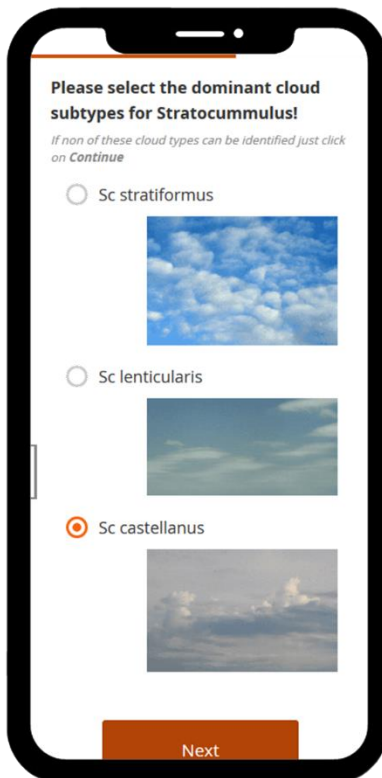 Please select the dominant cloud
subtypes for Stratocummulus!
If non of these cloud types can be identified just click
on Continue
Sc stratiformus
Sc lenticularis
Sc castellanus
Next